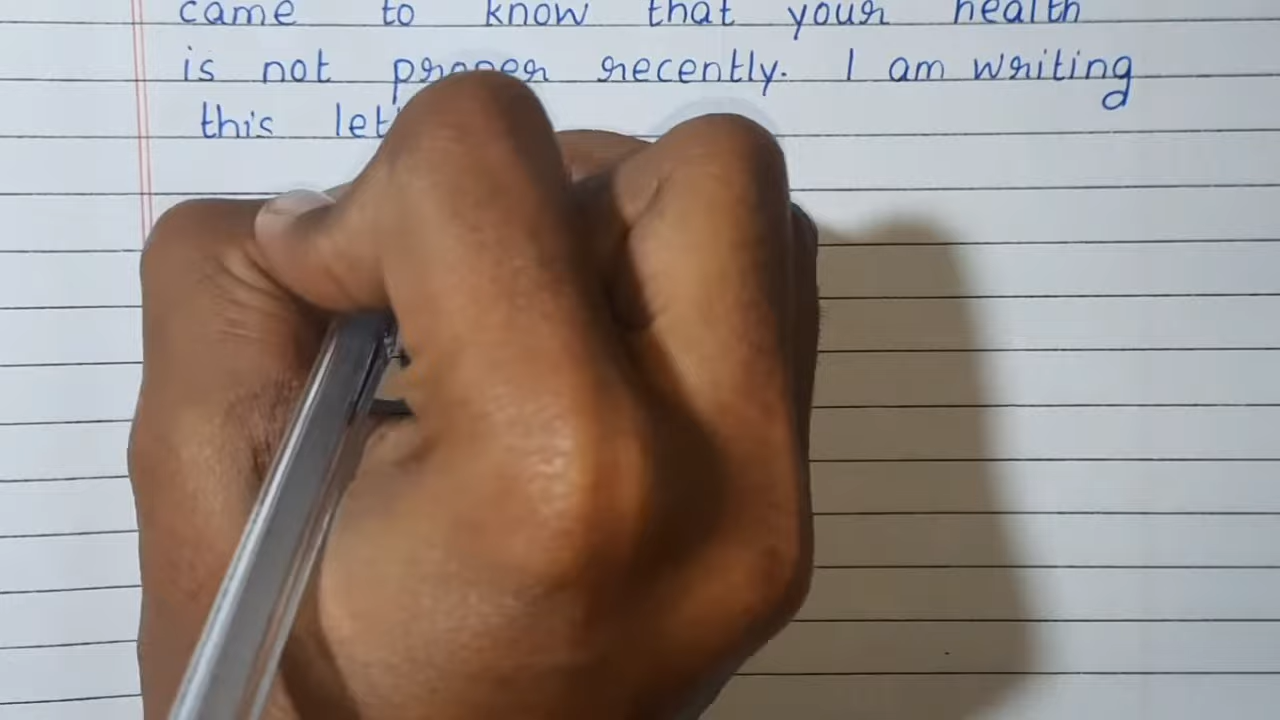 came to know that your health
is not proper recently. I am writing
this